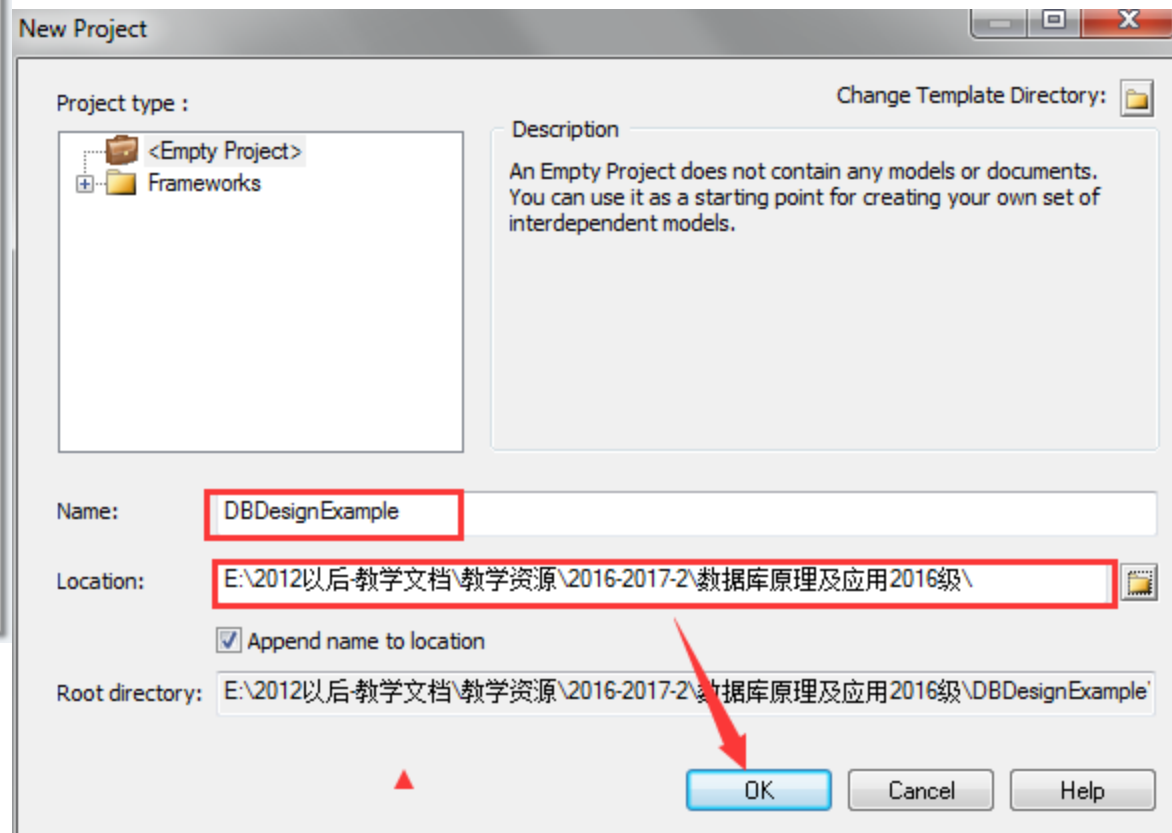 New Project
Project type :
Change Template Directory:
<Empty Project>
Frameworks
Description
An Empty Project does not contain any models or documents.
You can use it as a starting point for creating your own set of
interdependent models.
Name:
DBDesignExample
Location:
E:\2012以后-教学文档\教学资源\2016-2017-2\数据库原理及应用2016级\
Append name to location
Root directory:
E:\2012以后-教学文档\教学资源\2016-2017-2\数据库原理及应用2016级\DBDesignExample
OK
Cancel
Help